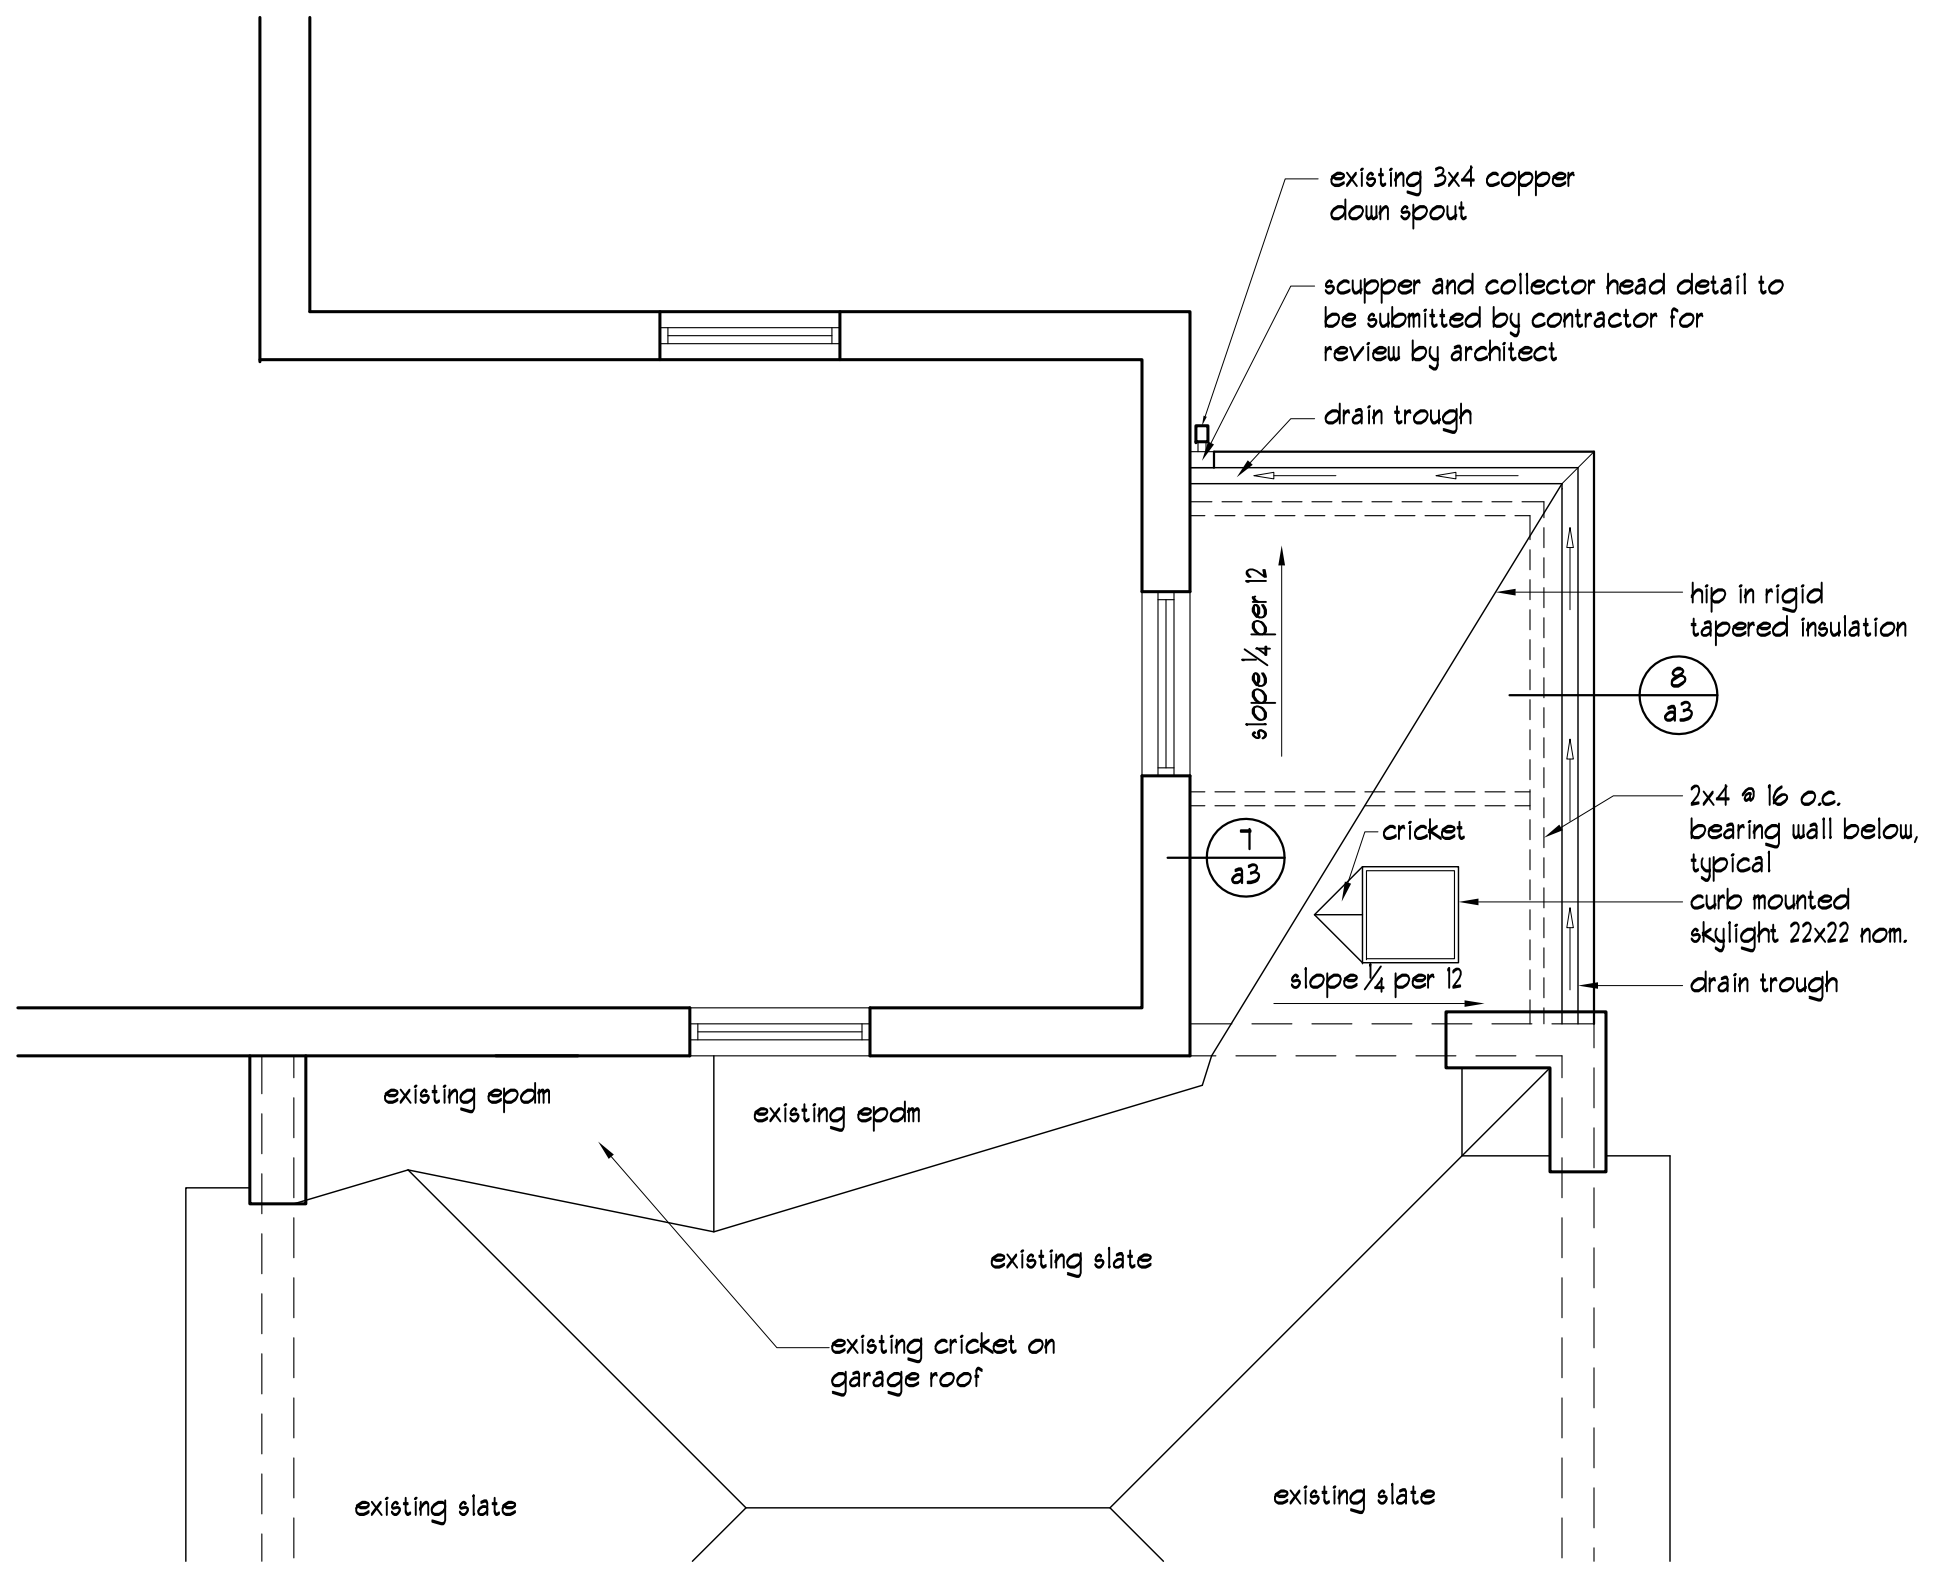 existing 3x4 copper
down spout
scupper and collector head detail to
be submitted by contractor for
review by architect
drain trough
slope 1/4 per 12
hip in rigid
tapered insulation
8
a3
2x4 @ 16 o.c.
bearing wall below,
typical
cricket
7
a3
curb mounted
skylight 22x22 nom.
slope 1/4 per 12
drain trough
existing epdm
existing epdm
existing slate
existing cricket on
garage roof
existing slate
existing slate